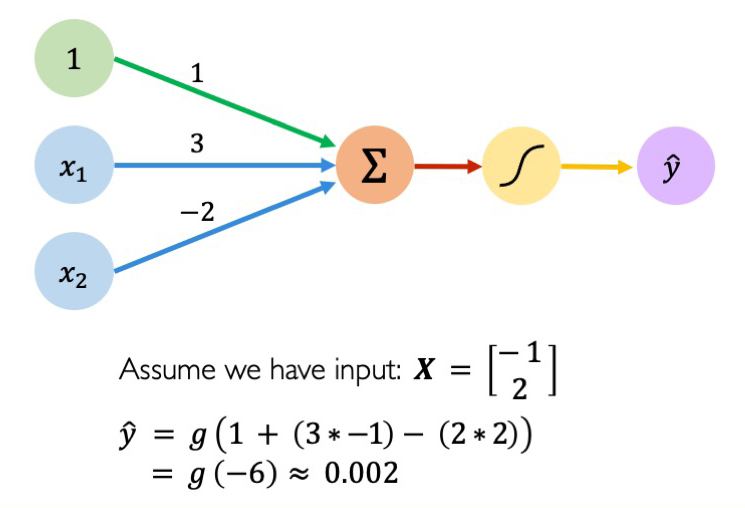 1
1
x₁
3
Σ
ŷ
−2
x₂
Assume we have input: X = [−1
2]
ŷ = g(1 + (3∗−1) − (2∗2))
= g(−6) ≈ 0.002